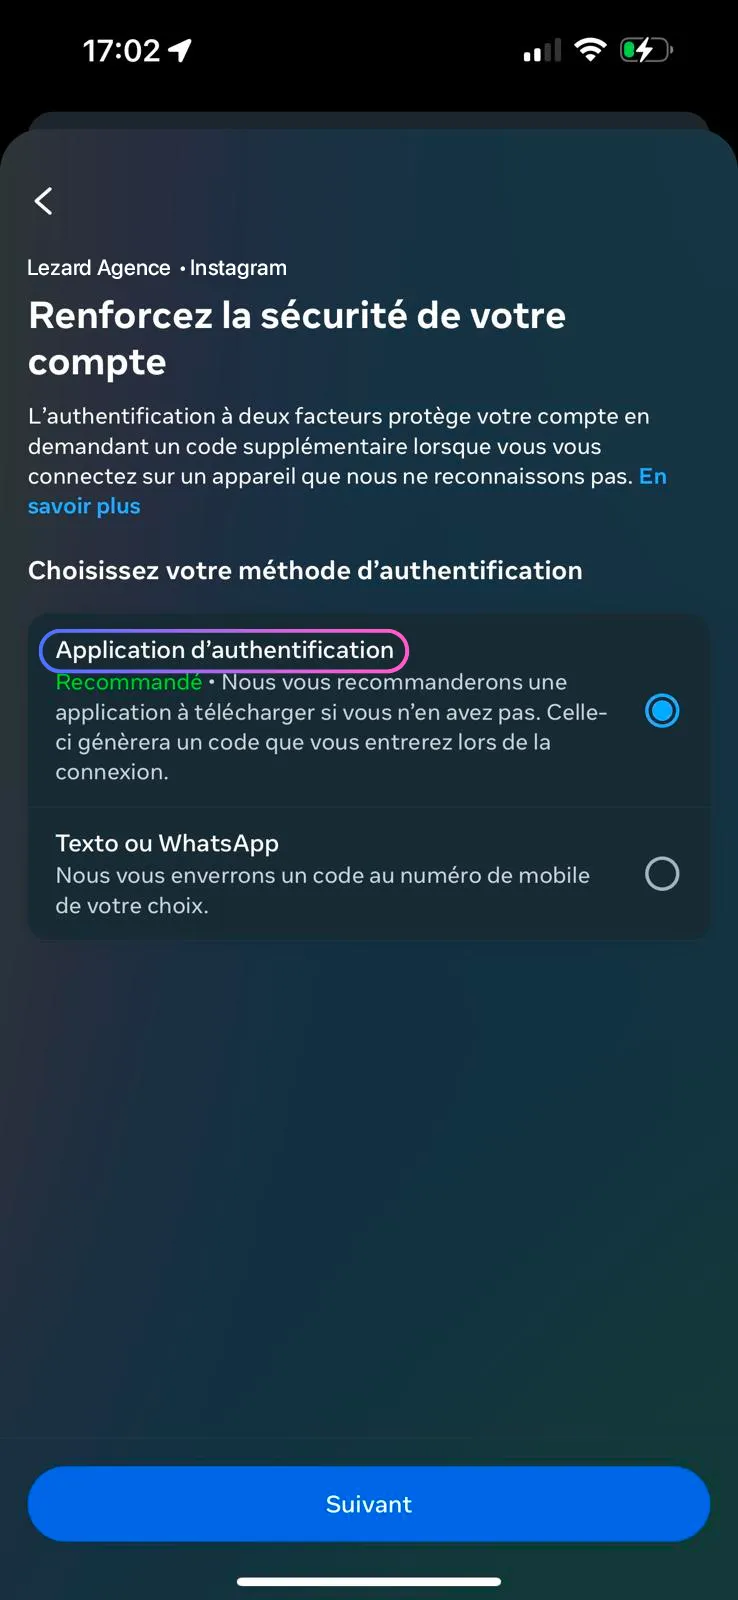 17:02
Lezard Agence • Instagram
Renforcez la sécurité de votre
compte
L’authentification à deux facteurs protège votre compte en
demandant un code supplémentaire lorsque vous vous
connectez sur un appareil que nous ne reconnaissons pas. En
savoir plus
Choisissez votre méthode d’authentification
Application d’authentification
Recommandé • Nous vous recommanderons une
application à télécharger si vous n’en avez pas. Celle-
ci génèrera un code que vous entrerez lors de la
connexion.
Texto ou WhatsApp
Nous vous enverrons un code au numéro de mobile
de votre choix.
Suivant